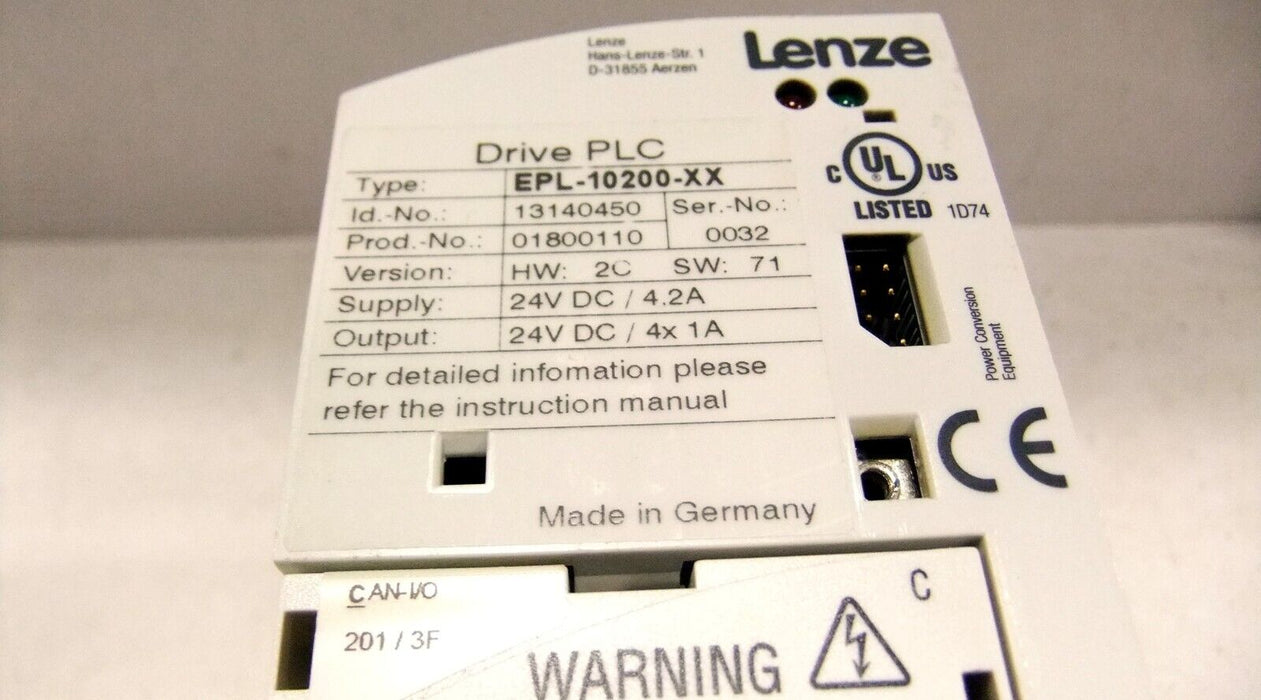 Lenze
Hans-Lenze-Str. 1
D-31855 Aerzen
Lenze
Drive PLC
Type: EPL-10200-XX
Id.-No.: 13140450 Ser.-No.:
Prod.-No.: 01800110 0032
Version: HW: 2C SW: 71
Supply: 24V DC / 4.2A
Output: 24V DC / 4x 1A
For detailed infomation please
refer the instruction manual
Made in Germany
C UL® US
LISTED 1D74
Power Conversion
Equipment
CE
CAN-I/O
201 / 3F
C
WARNING